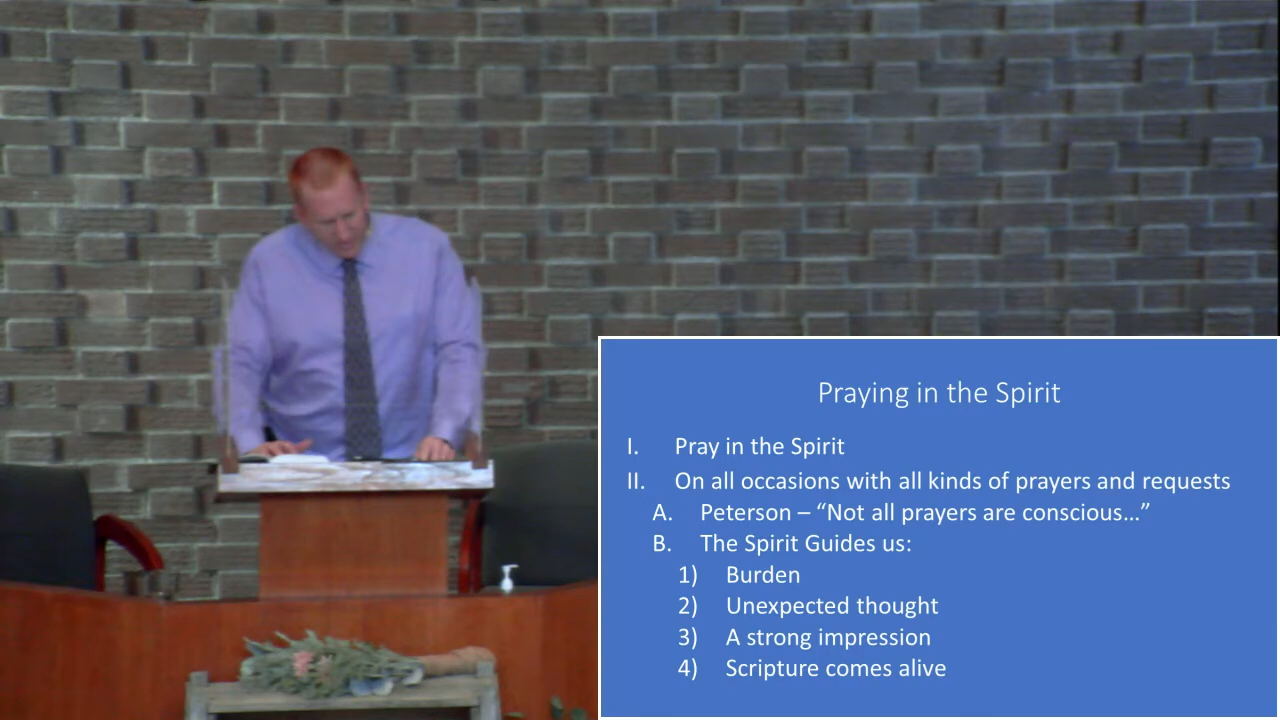 Praying in the Spirit
I. Pray in the Spirit
II. On all occasions with all kinds of prayers and requests
A. Peterson – “Not all prayers are conscious…”
B. The Spirit Guides us:
1) Burden
2) Unexpected thought
3) A strong impression
4) Scripture comes alive